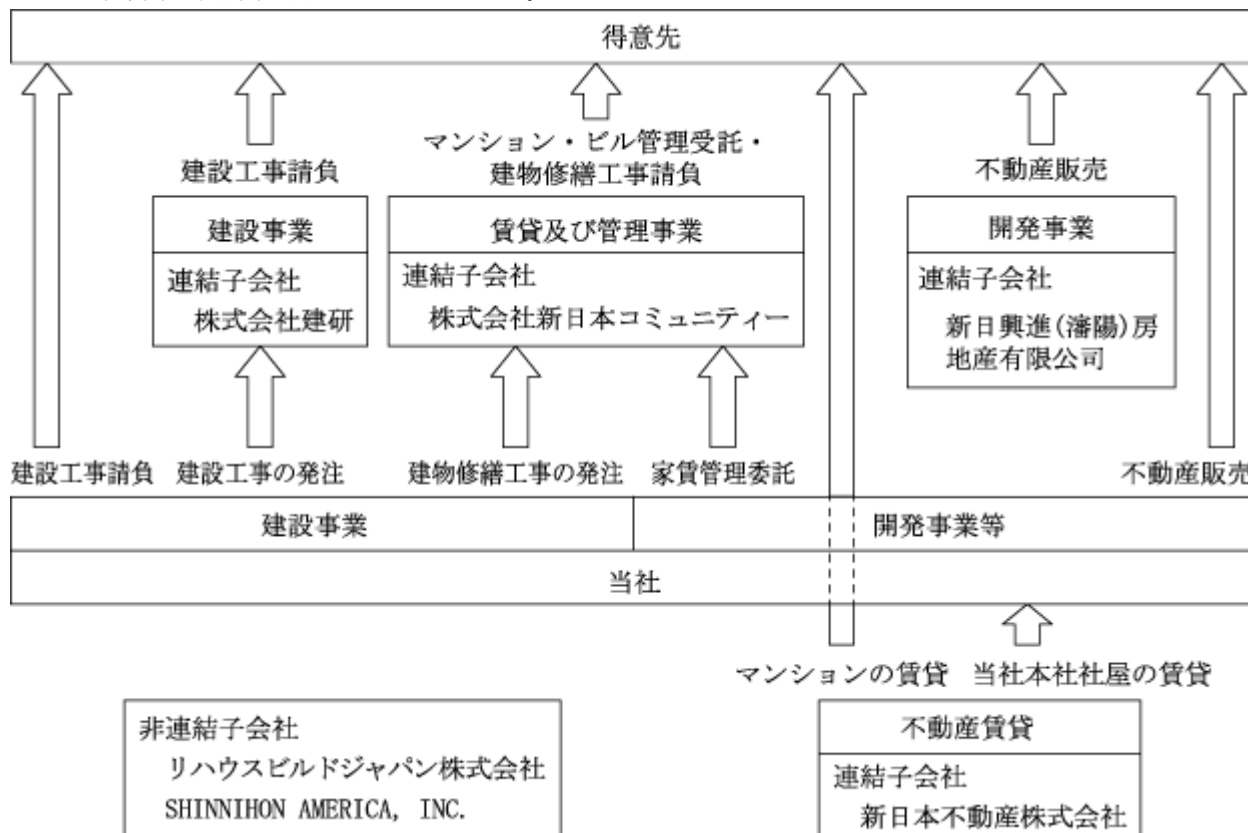 得意先
マンション・ビル管理受託・
建設工事請負
建物修繕工事請負
不動産販売
建設事業
連結子会社
株式会社建研
賃貸及び管理事業
連結子会社
株式会社新日本コミュニティー
開発事業
連結子会社
新日興進(瀋陽)房
地産有限公司
建設工事請負
建設工事の発注
建物修繕工事の発注
家賃管理委託
不動産販売
建設事業
開発事業等
当社
マンションの賃貸
当社本社社屋の賃貸
非連結子会社
リハウスビルドジャパン株式会社
SHINNIHON AMERICA, INC.
不動産賃貸
連結子会社
新日本不動産株式会社